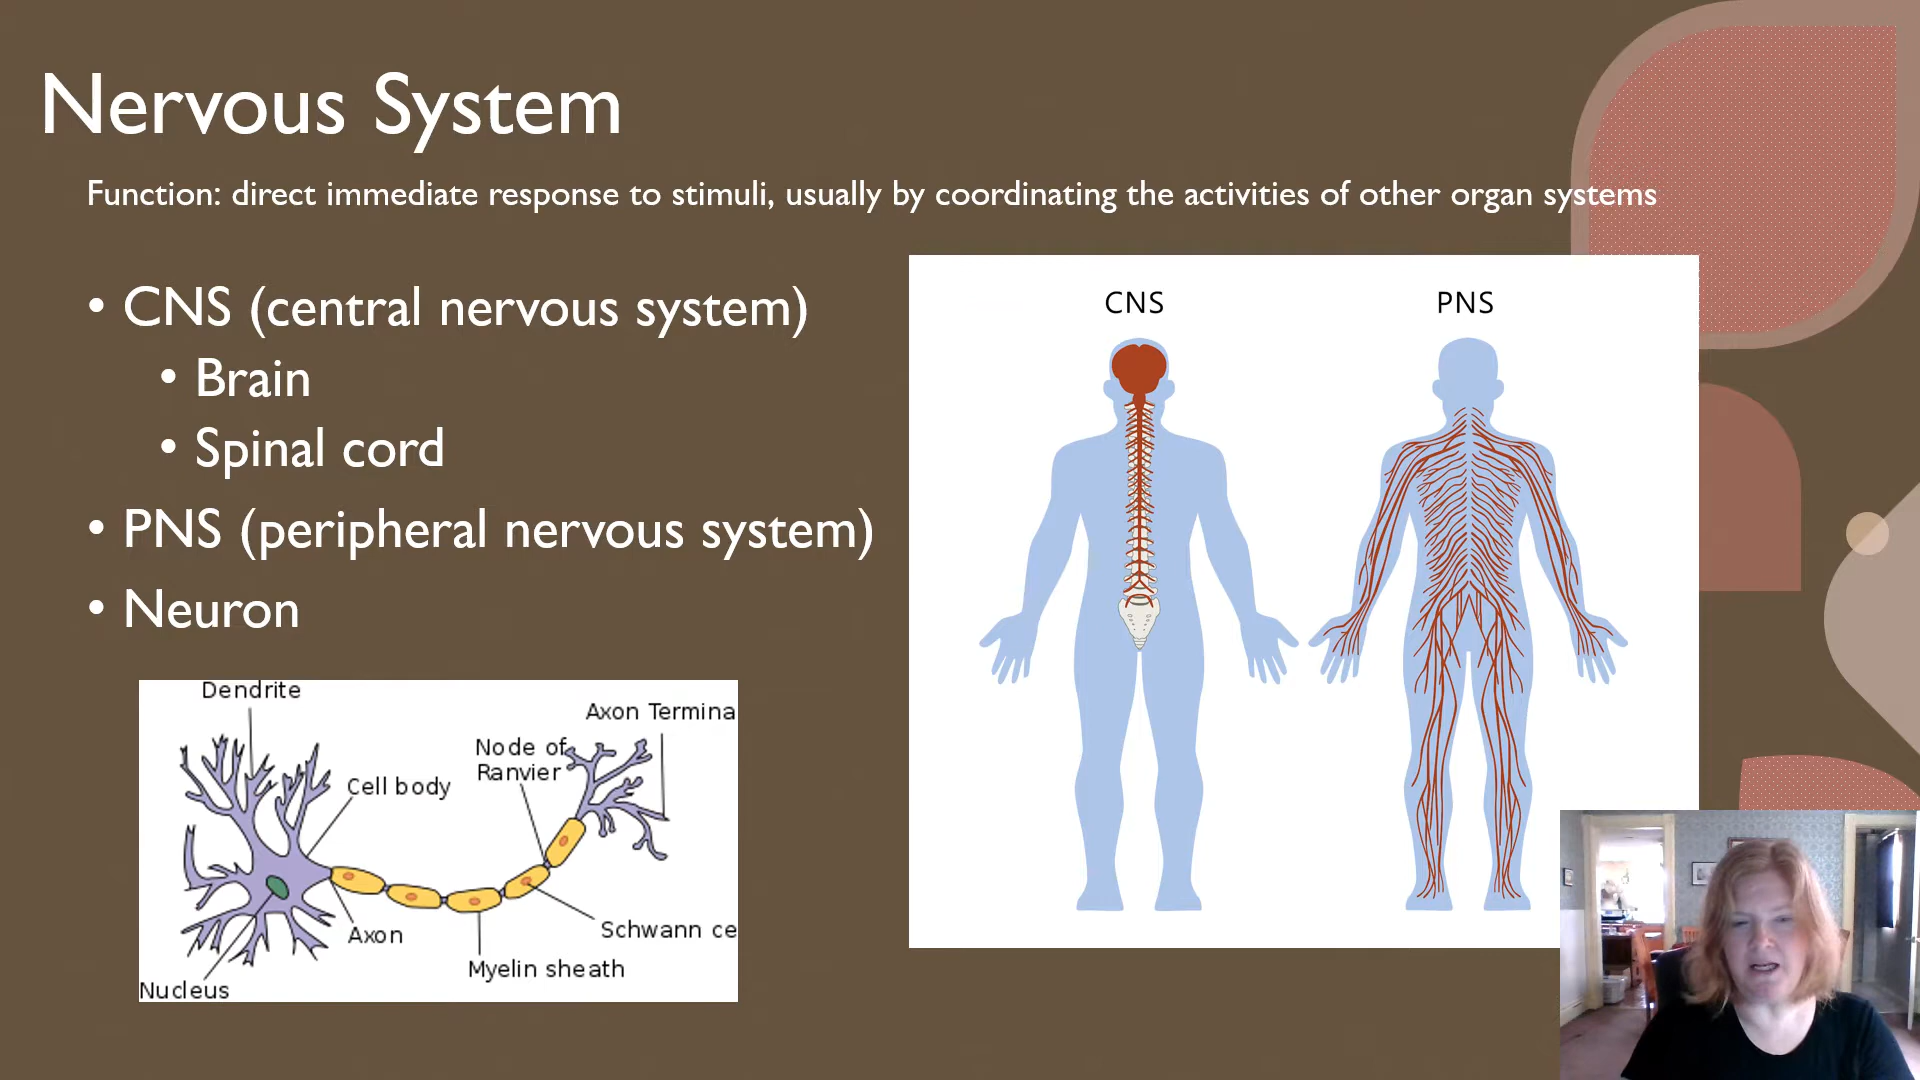 Nervous System
Function: direct immediate response to stimuli, usually by coordinating the activities of other organ systems
• CNS (central nervous system)
• Brain
• Spinal cord
• PNS (peripheral nervous system)
• Neuron
CNS
PNS
Dendrite
Axon Termina
Node of
Ranvier
Cell body
Schwann ce
Axon
Myelin sheath
Nucleus